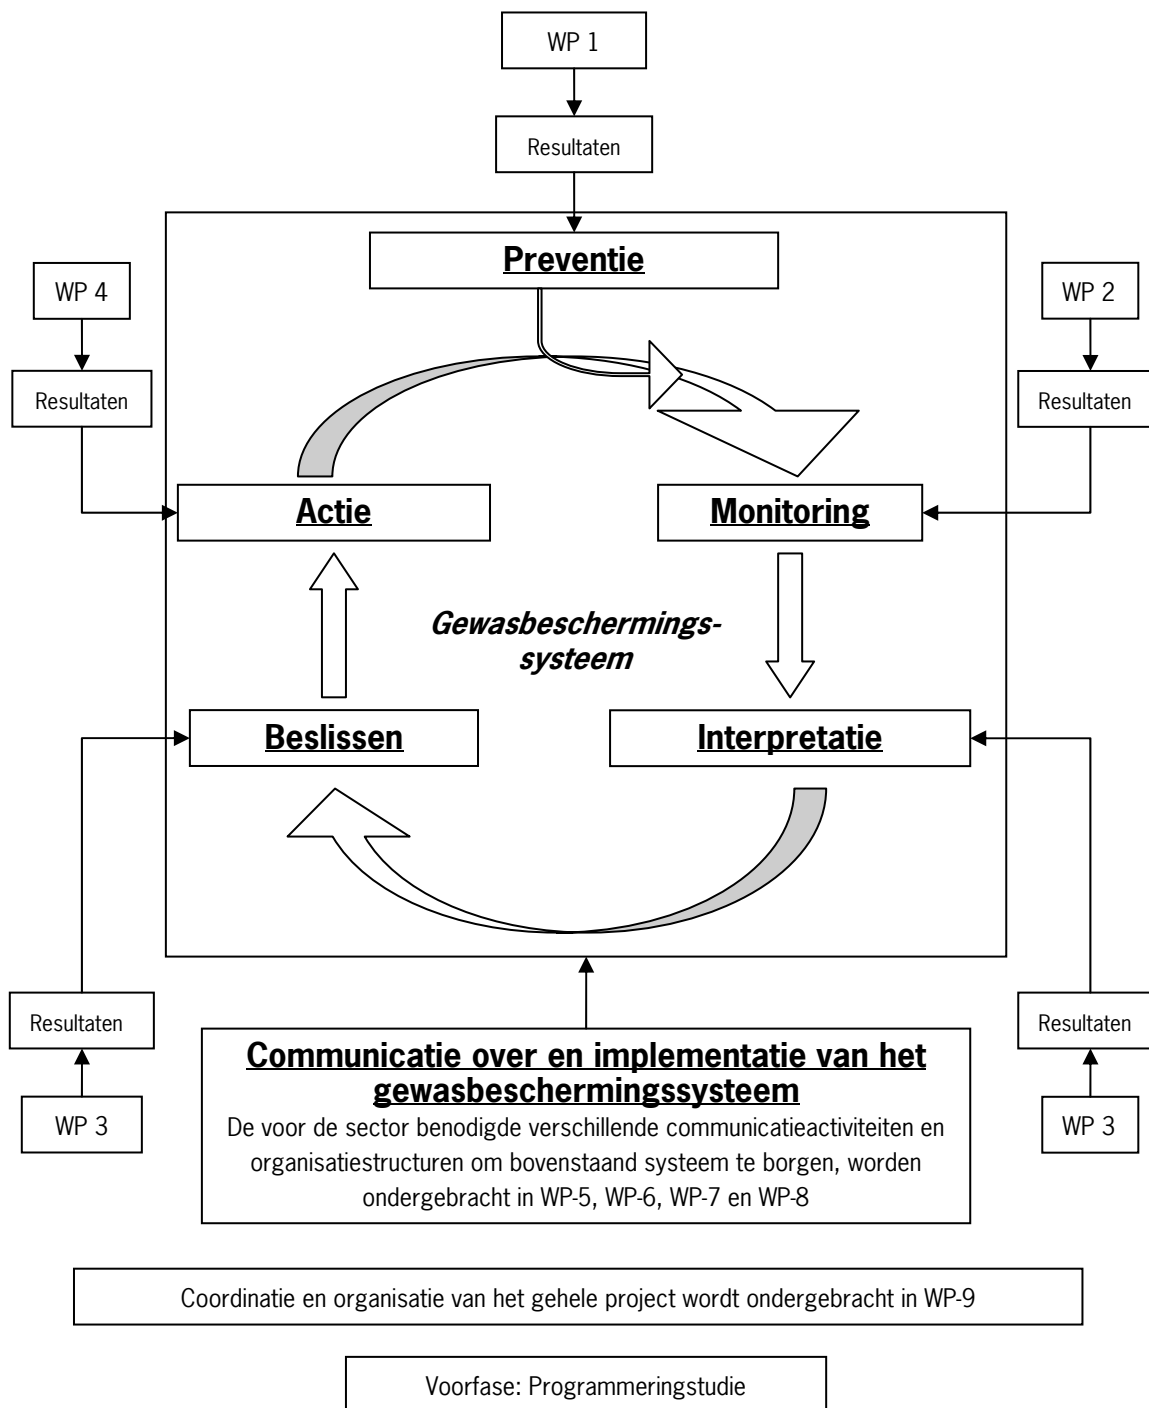 WP 1
Resultaten
Preventie
WP 4
WP 2
Resultaten
Resultaten
Actie
Monitoring
Gewasbeschermings-
systeem
Beslissen
Interpretatie
Resultaten
Resultaten
WP 3
WP 3
Communicatie over en implementatie van het
gewasbeschermingssysteem
De voor de sector benodigde verschillende communicatieactiviteiten en
organisatiestructuren om bovenstaand systeem te borgen, worden
ondergebracht in WP-5, WP-6, WP-7 en WP-8
Coordinatie en organisatie van het gehele project wordt ondergebracht in WP-9
Voorfase: Programmeringstudie